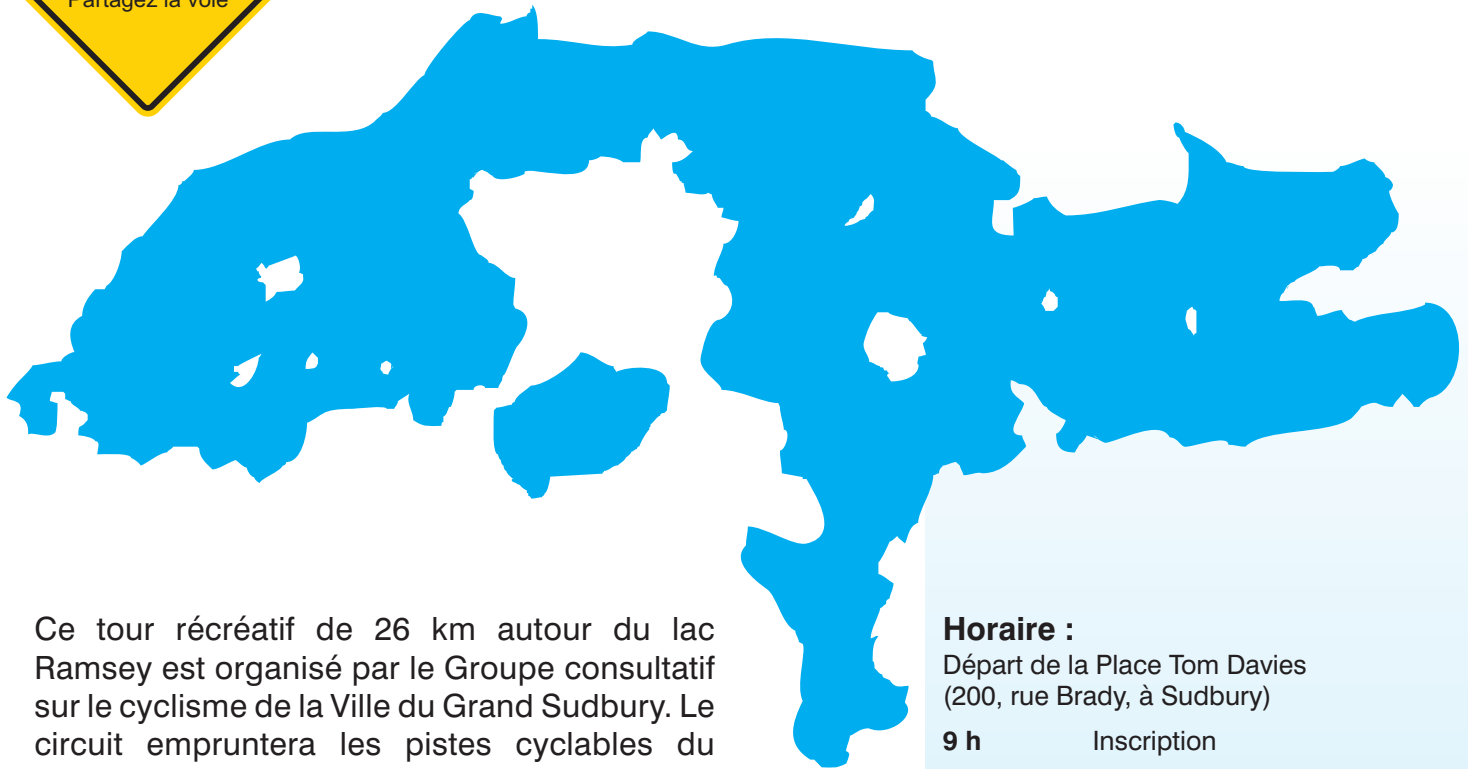 Partagez la voie
Ce tour récréatif de 26 km autour du lac
Ramsey est organisé par le Groupe consultatif
sur le cyclisme de la Ville du Grand Sudbury. Le
circuit empruntera les pistes cyclables du
Horaire :
Départ de la Place Tom Davies
(200, rue Brady, à Sudbury)
9 h Inscription